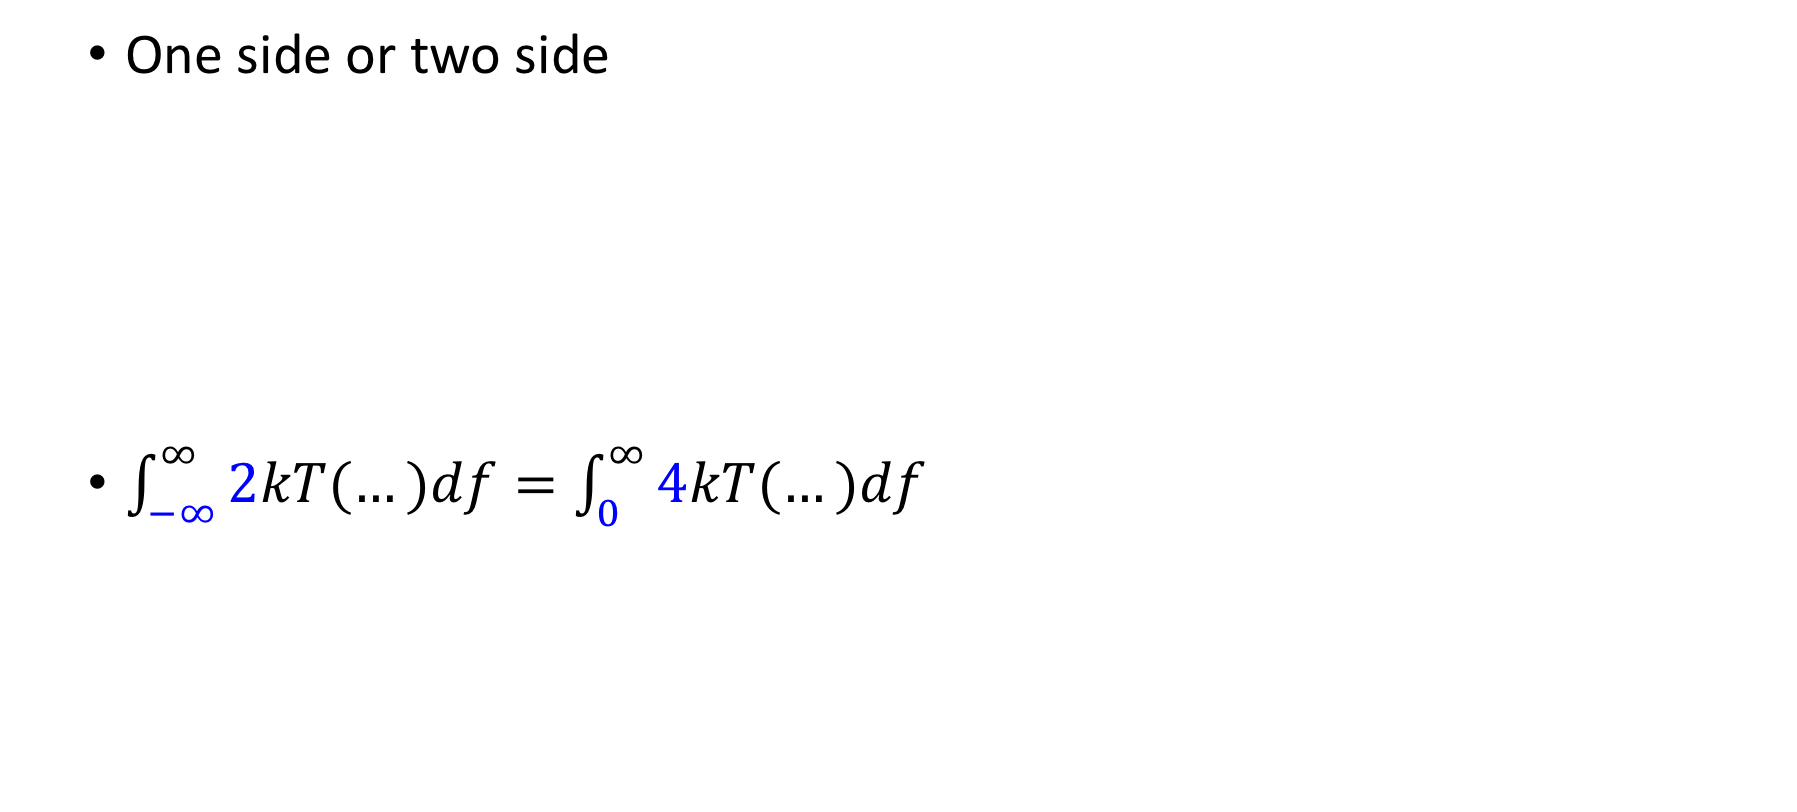 • One side or two side
• ∫_{−∞}^{∞} 2kT(…)df = ∫_{0}^{∞} 4kT(…)df